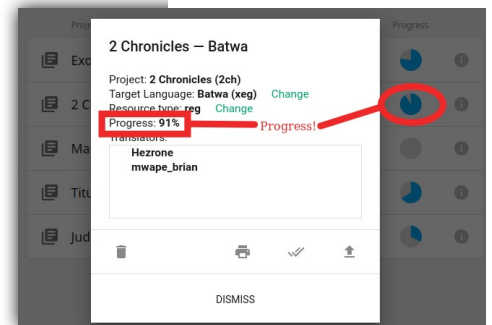 Proj
Progress
Exo
2 C
Ma
Titu
Jud
2 Chronicles — Batwa
Project: 2 Chronicles (2ch)
Target Language: Batwa (xeg) Change
Resource type: reg Change
Progress: 91%
Progress!
Translators:
Hezrone
mwape_brian
DISMISS